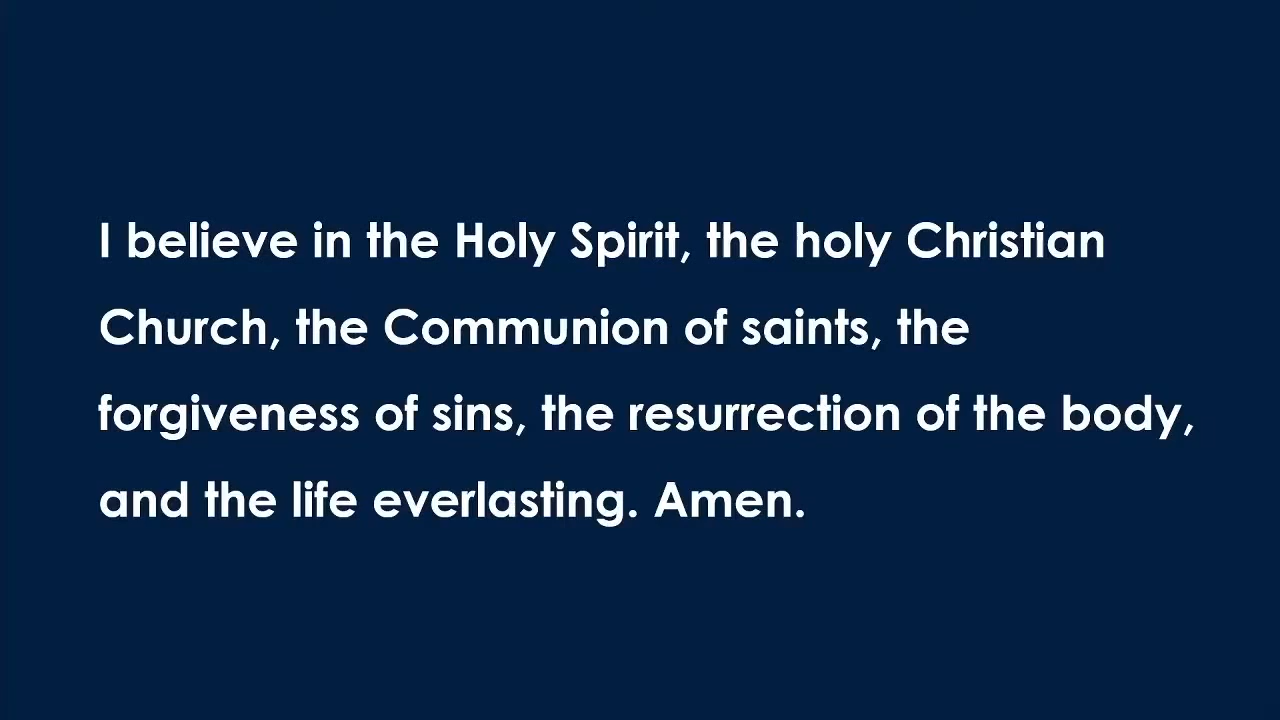 I believe in the Holy Spirit, the holy Christian
Church, the Communion of saints, the
forgiveness of sins, the resurrection of the body,
and the life everlasting. Amen.